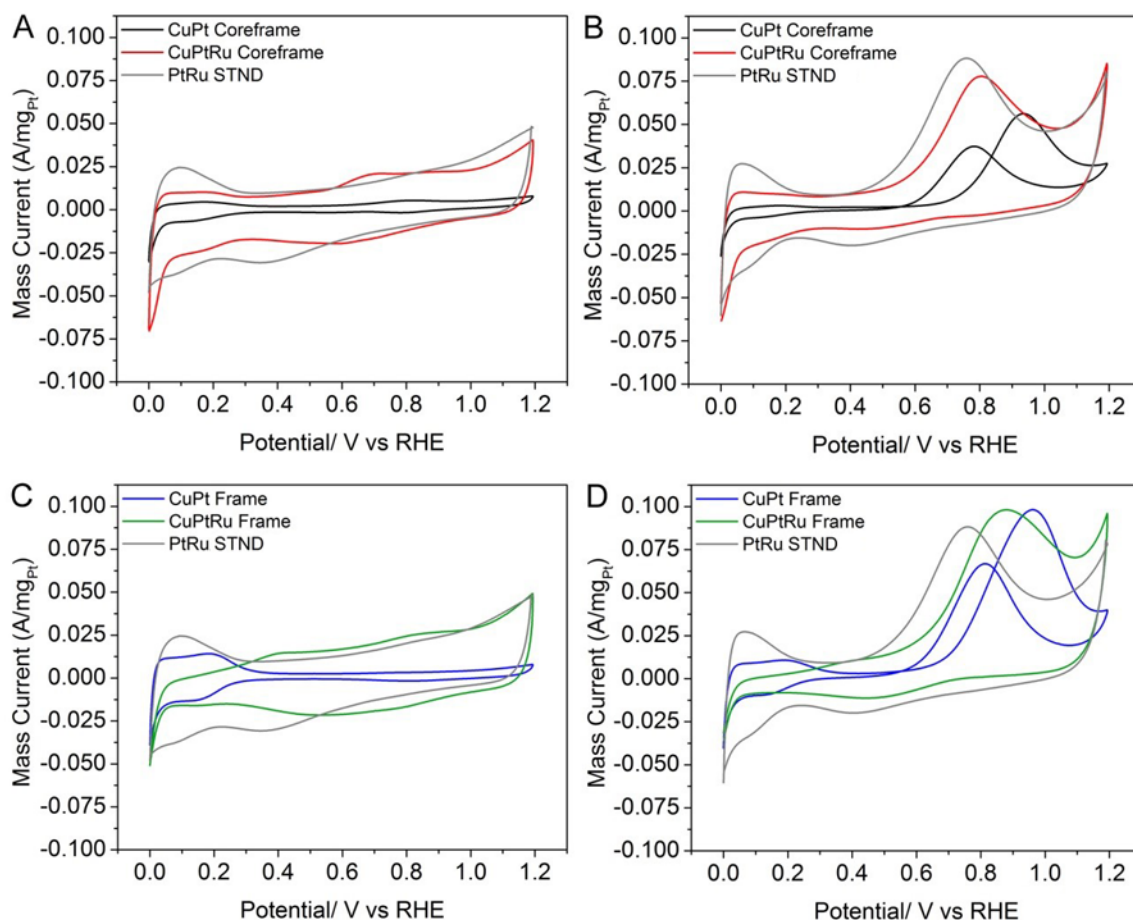 A
CuPt Coreframe
CuPtRu Coreframe
PtRu STND
0.100
0.075
0.050
0.025
0.000
-0.025
-0.050
-0.075
-0.100
Mass Current (A/mgPt)
0.0 0.2 0.4 0.6 0.8 1.0 1.2
Potential/ V vs RHE
B
CuPt Coreframe
CuPtRu Coreframe
PtRu STND
0.100
0.075
0.050
0.025
0.000
-0.025
-0.050
-0.075
-0.100
Mass Current (A/mgPt)
0.0 0.2 0.4 0.6 0.8 1.0 1.2
Potential/ V vs RHE
C
CuPt Frame
CuPtRu Frame
PtRu STND
0.100
0.075
0.050
0.025
0.000
-0.025
-0.050
-0.075
-0.100
Mass Current (A/mgPt)
0.0 0.2 0.4 0.6 0.8 1.0 1.2
Potential/ V vs RHE
D
CuPt Frame
CuPtRu Frame
PtRu STND
0.100
0.075
0.050
0.025
0.000
-0.025
-0.050
-0.075
-0.100
Mass Current (A/mgPt)
0.0 0.2 0.4 0.6 0.8 1.0 1.2
Potential/ V vs RHE